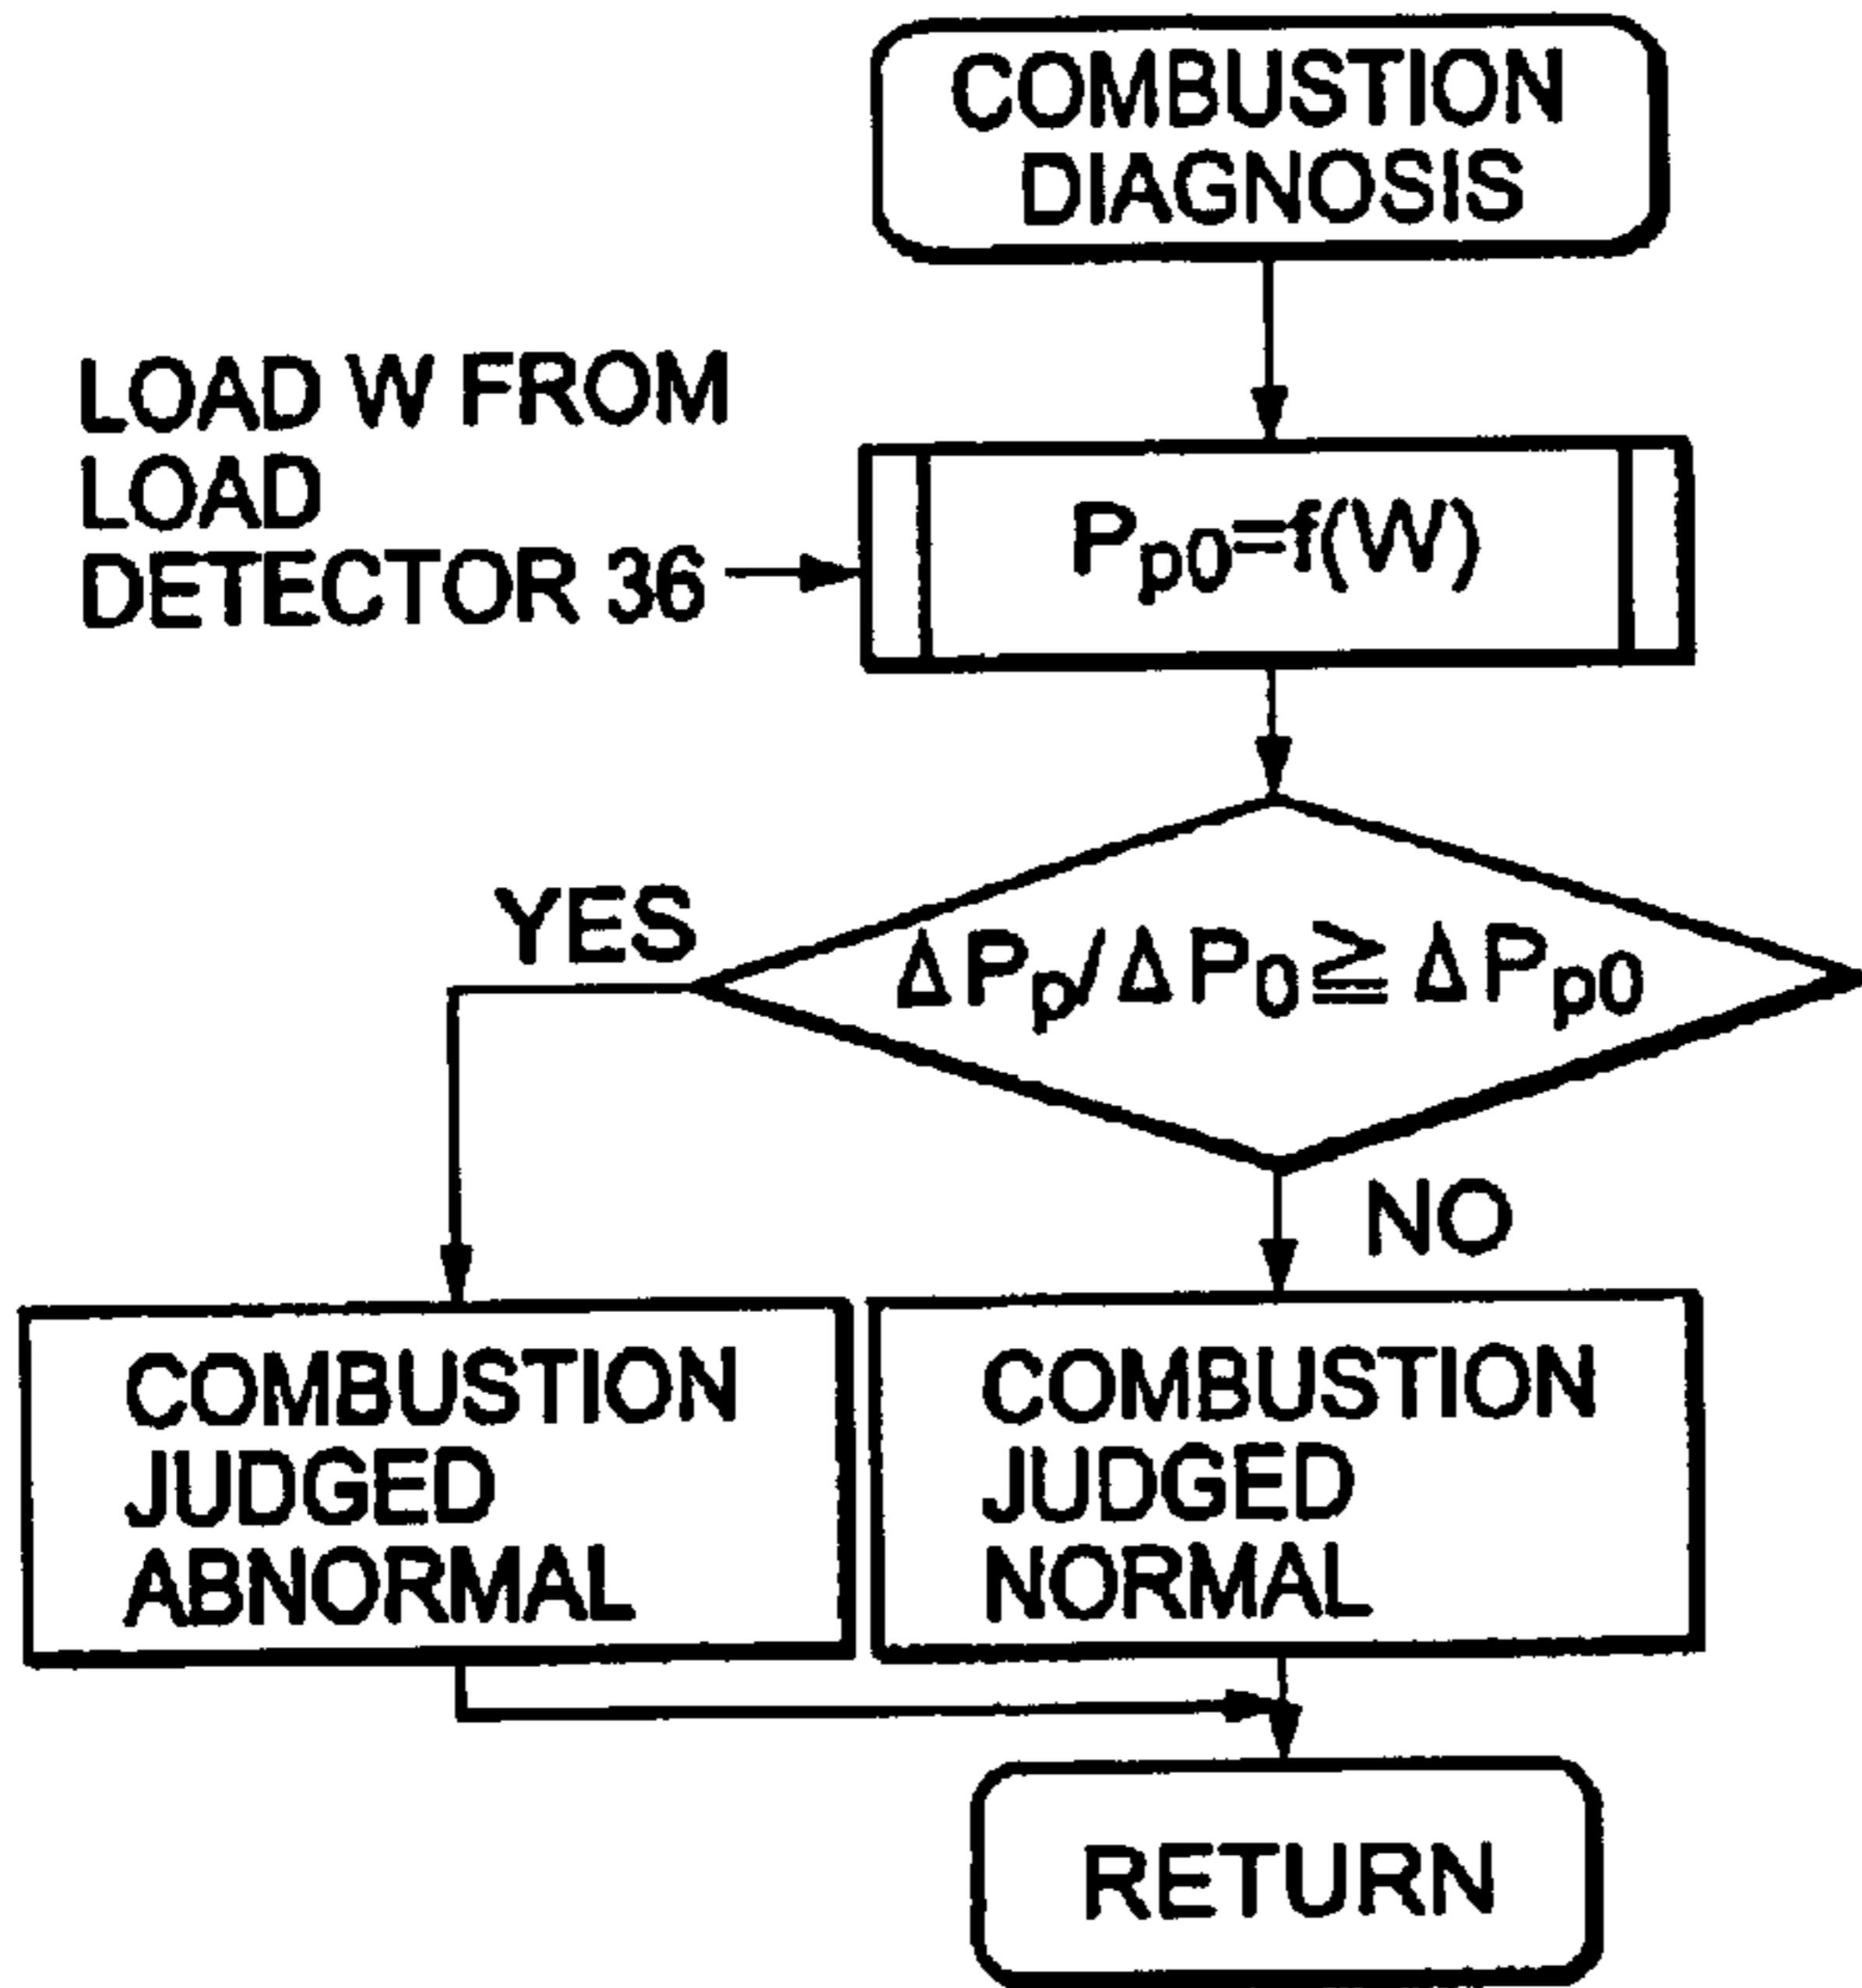 COMBUSTION
DIAGNOSIS
LOAD W FROM
LOAD
DETECTOR 36
Pp0=f(W)
YES
ΔPp/ΔP0≧ΔPp0
NO
COMBUSTION
JUDGED
ABNORMAL
COMBUSTION
JUDGED
NORMAL
RETURN